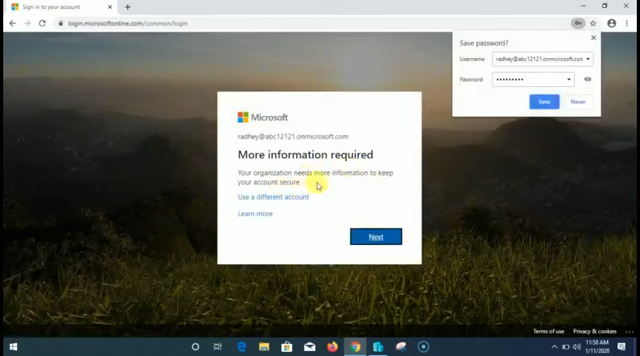 Sign in to your account
login.microsoftonline.com/common/login
Save password?
Username
radhey@abc12121.onmicrosoft.con
Password
Save
Never
Microsoft
radhey@abc12121.onmicrosoft.com
More information required
Your organization needs more information to keep
your account secure
Use a different account
Learn more
Next
Terms of use
Privacy & cookies
11:58 AM
1/11/2020